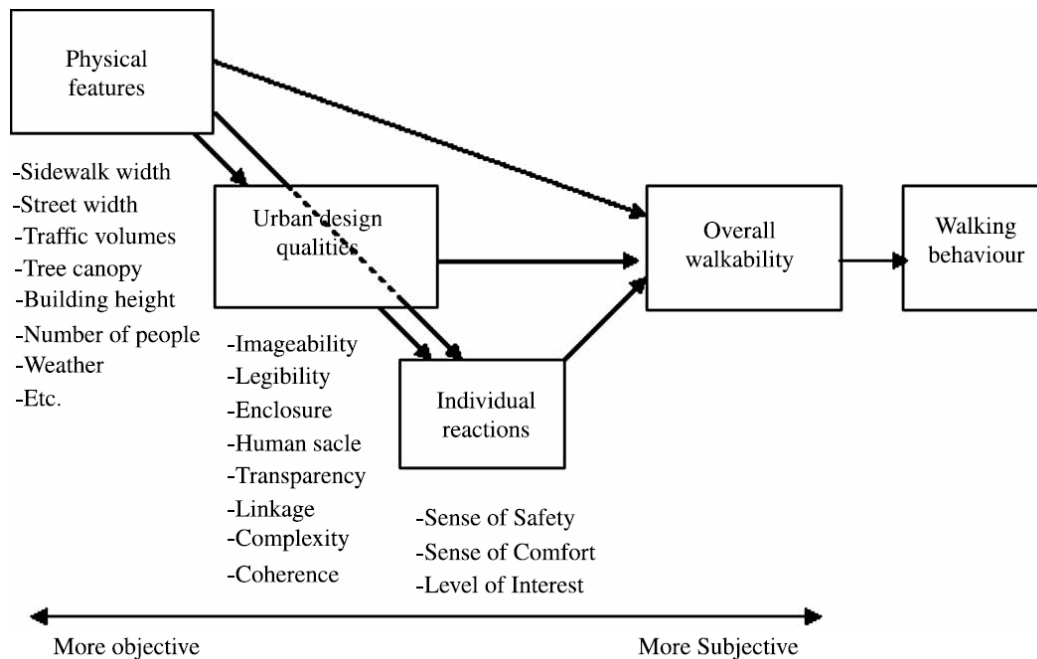 Physical
features
-Sidewalk width
-Street width
-Traffic volumes
-Tree canopy
-Building height
-Number of people
-Weather
-Etc.
Urban design
qualities
-Imageability
-Legibility
-Enclosure
-Human sacle
-Transparency
-Linkage
-Complexity
-Coherence
Individual
reactions
-Sense of Safety
-Sense of Comfort
-Level of Interest
Overall
walkability
Walking
behaviour
More objective
More Subjective